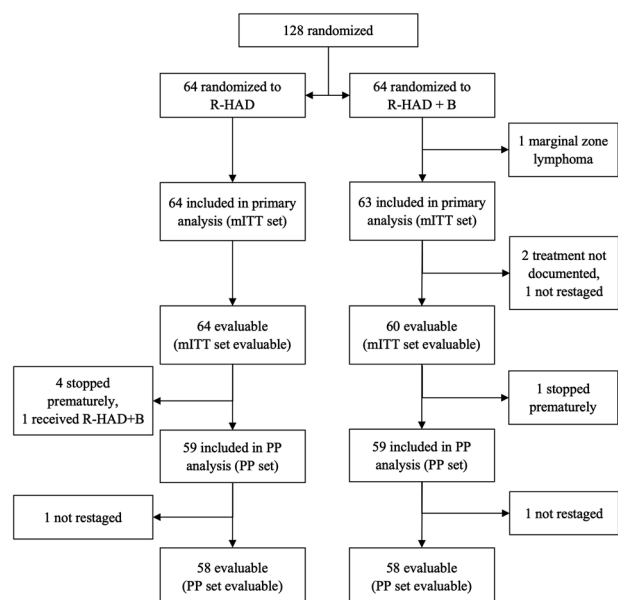 128 randomized
64 randomized to
R-HAD
64 randomized to
R-HAD + B
1 marginal zone
lymphoma
64 included in primary
analysis (mITT set)
63 included in primary
analysis (mITT set)
2 treatment not
documented,
1 not restaged
64 evaluable
(mITT set evaluable)
60 evaluable
(mITT set evaluable)
4 stopped
prematurely,
1 received R-HAD+B
1 stopped
prematurely
59 included in PP
analysis (PP set)
59 included in PP
analysis (PP set)
1 not restaged
1 not restaged
58 evaluable
(PP set evaluable)
58 evaluable
(PP set evaluable)